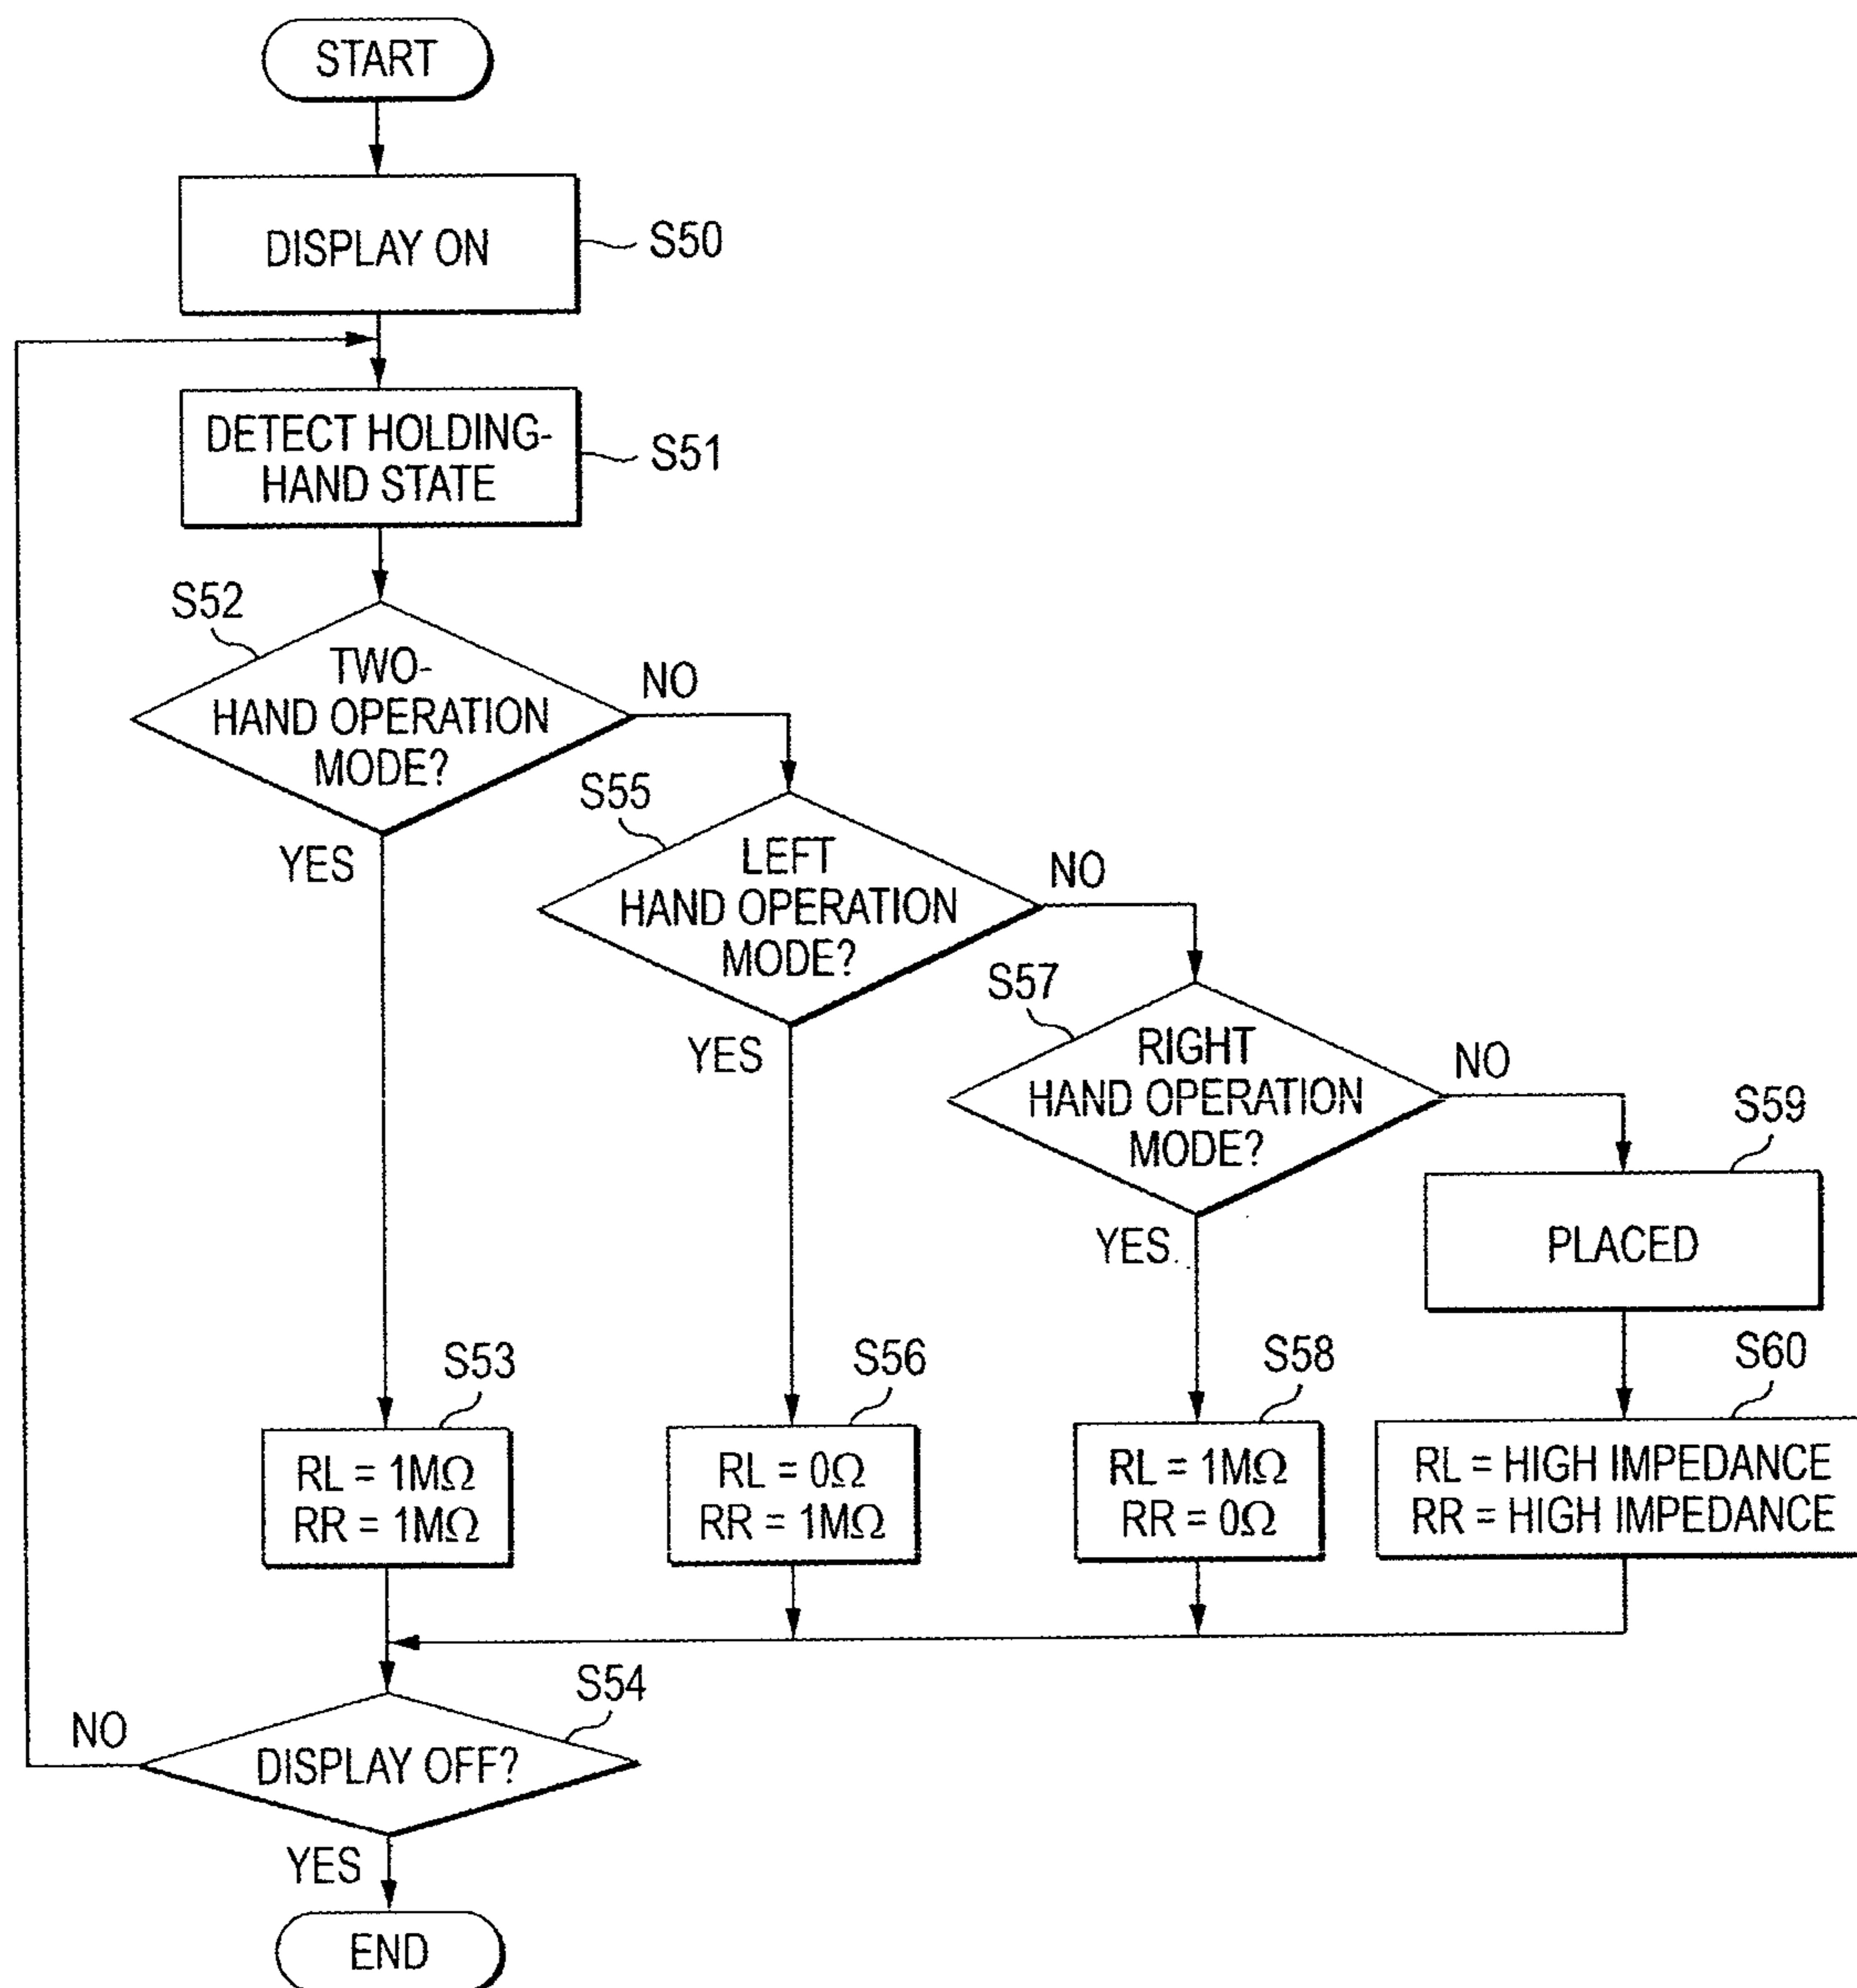 START
DISPLAY ON
S50
DETECT HOLDING-
HAND STATE
S51
S52
TWO-
HAND OPERATION
MODE?
NO
YES
S55
LEFT
HAND OPERATION
MODE?
NO
YES
S57
RIGHT
HAND OPERATION
MODE?
NO
YES
S59
PLACED
S53
RL = 1MΩ
RR = 1MΩ
S56
RL = 0Ω
RR = 1MΩ
S58
RL = 1MΩ
RR = 0Ω
S60
RL = HIGH IMPEDANCE
RR = HIGH IMPEDANCE
S54
DISPLAY OFF?
NO
YES
END